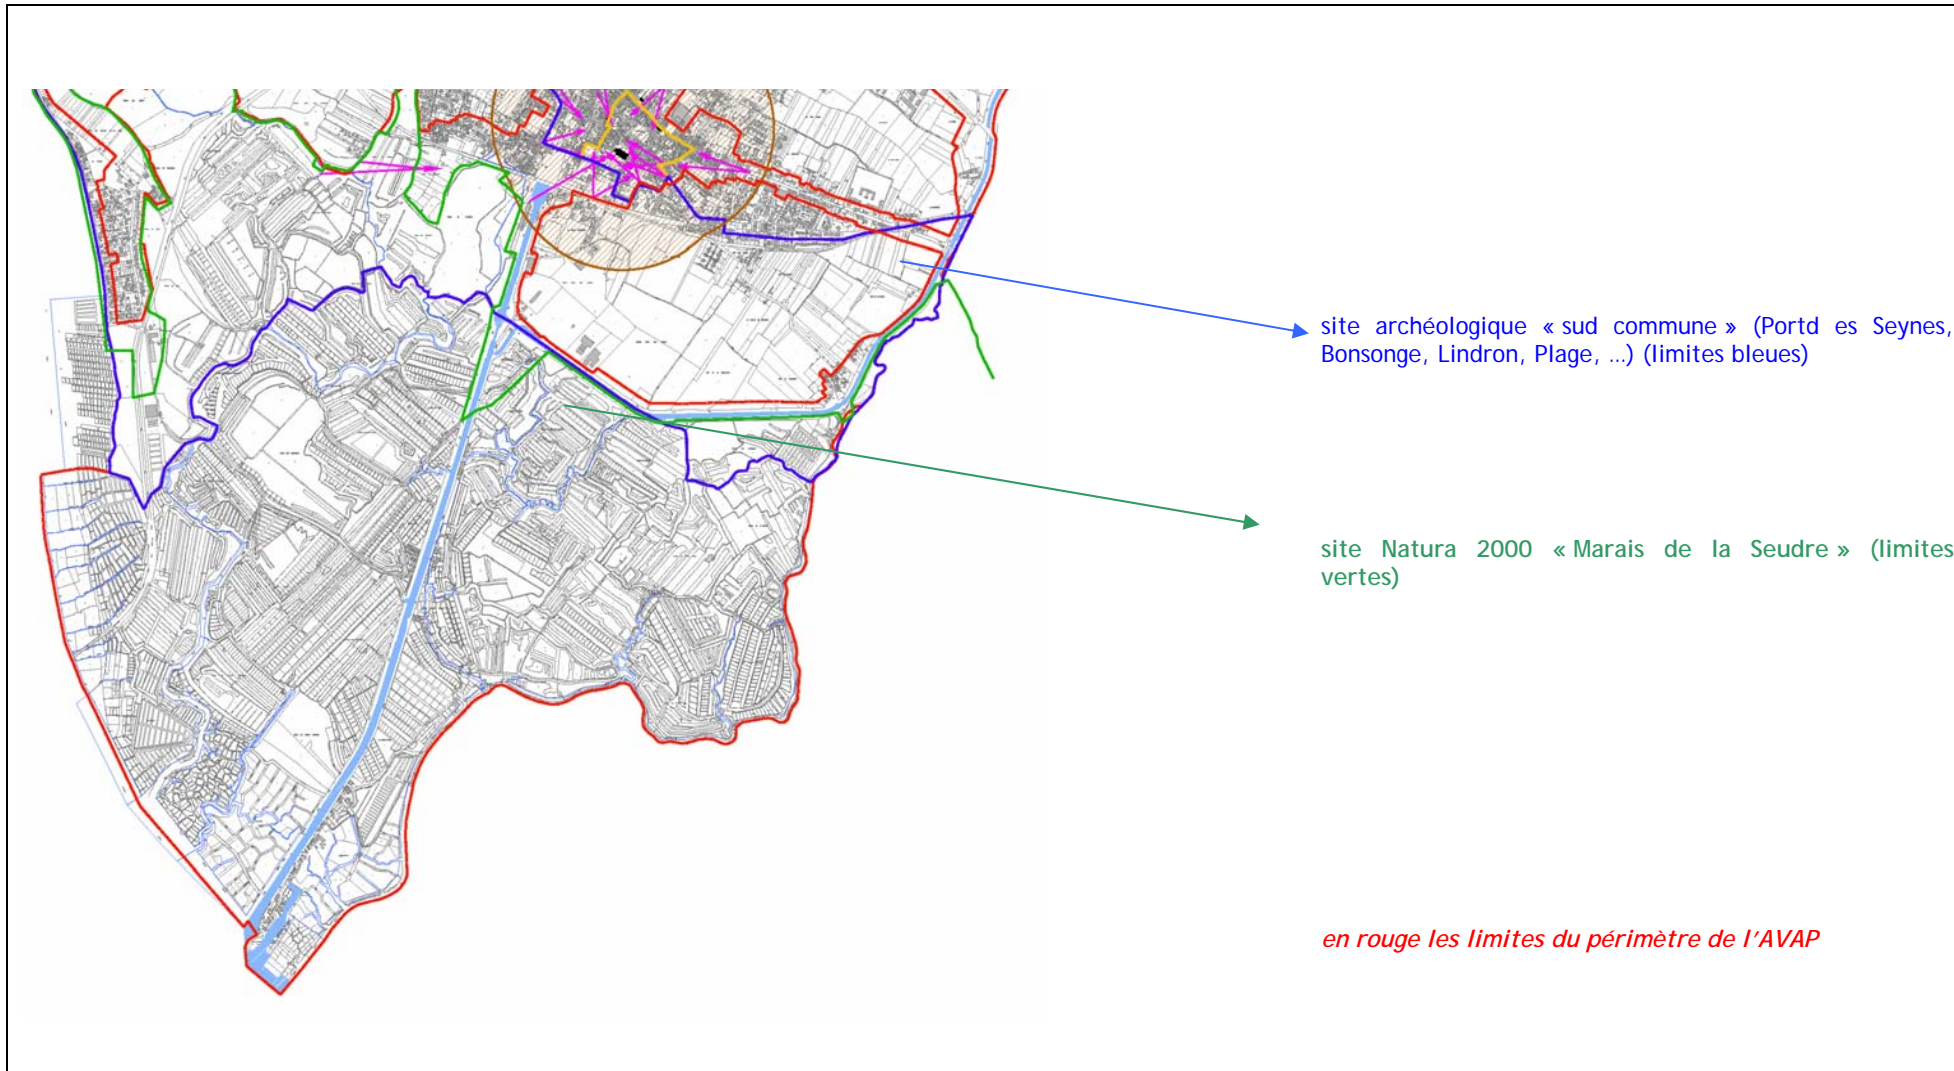 site archéologique « sud commune » (Portd es Seynes,
Bonsonge, Lindron, Plage, ...) (limites bleues)
site Natura 2000 « Marais de la Seudre » (limites
vertes)
en rouge les limites du périmètre de l'AVAP